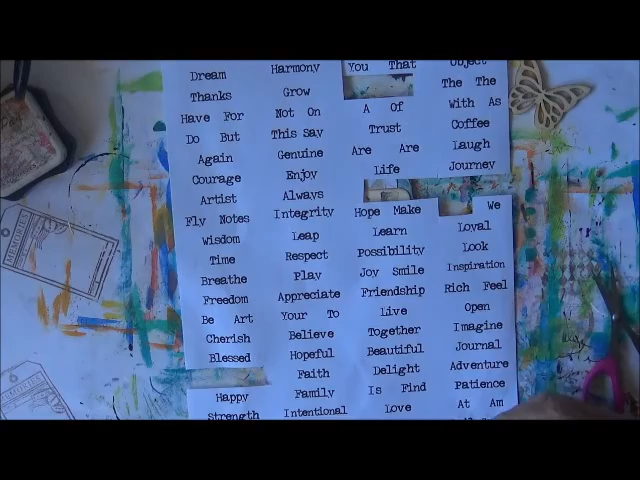 Dream Harmony You That Object
Thanks Grow The The
Have For Not On A Of With As
Do But This Say Trust Coffee
Again Genuine Are Are Laugh
Courage Enjoy Life Journey
Artist Always
Fly Notes Integrity Hope Make We
Wisdom Leap Learn Loyal
Time Respect Possibility Look
Breathe Play Joy Smile Inspiration
Freedom Appreciate Friendship Rich Feel
Be Art Your To Live Open
Cherish Believe Together Imagine
Blessed Hopeful Beautiful Journal
Faith Delight Adventure
Happy Family Is Find Patience
Strength Intentional Love At Am
MEMORIES
MEMORIES